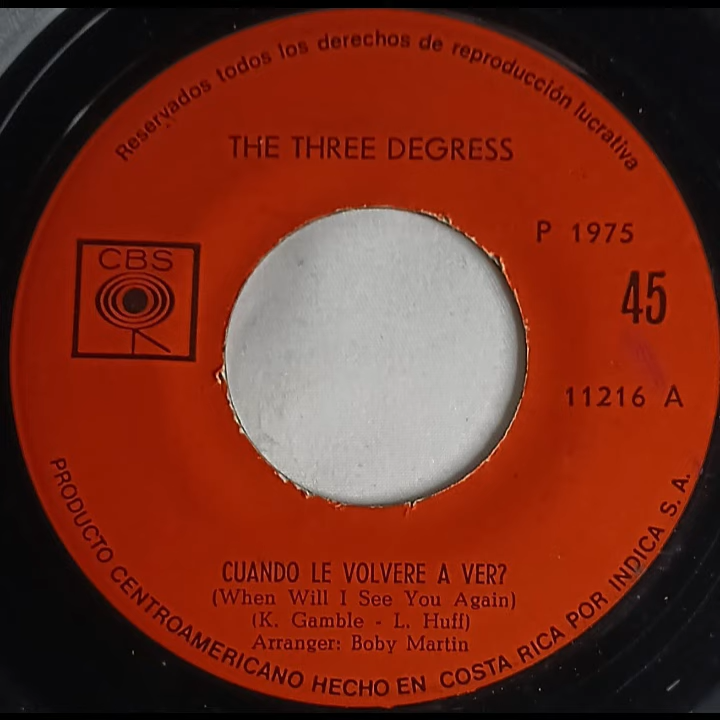 Reservados todos los derechos de reproducción lucrativa
THE THREE DEGRESS
CBS
P 1975
45
11216 A
CUANDO LE VOLVERE A VER?
(When Will I See You Again)
(K. Gamble - L. Huff)
Arranger: Boby Martin
PRODUCTO CENTROAMERICANO HECHO EN COSTA RICA POR INDICA S. A.